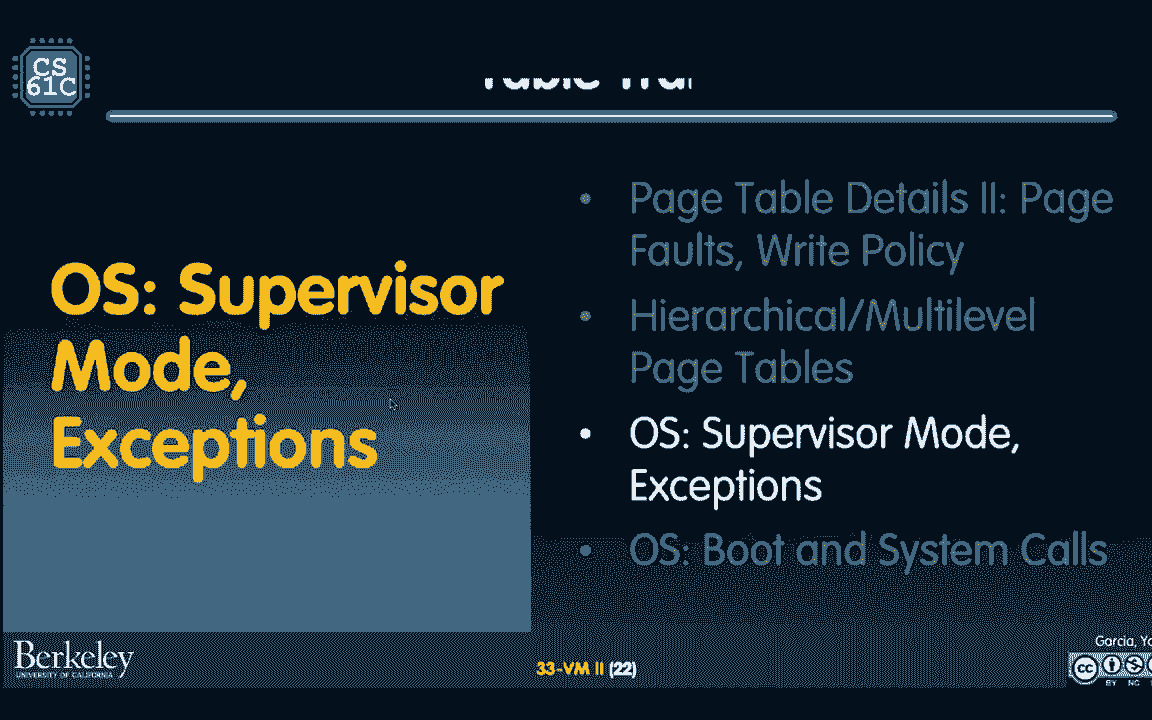 CS
61C
OS: Supervisor
Mode,
Exceptions
• Page Table Details II: Page
Faults, Write Policy
• Hierarchical/Multilevel
Page Tables
• OS: Supervisor Mode,
Exceptions
• OS: Boot and System Calls
Berkeley
UNIVERSITY OF CALIFORNIA
33-VM II (22)
Garcia,
cc
BY NC